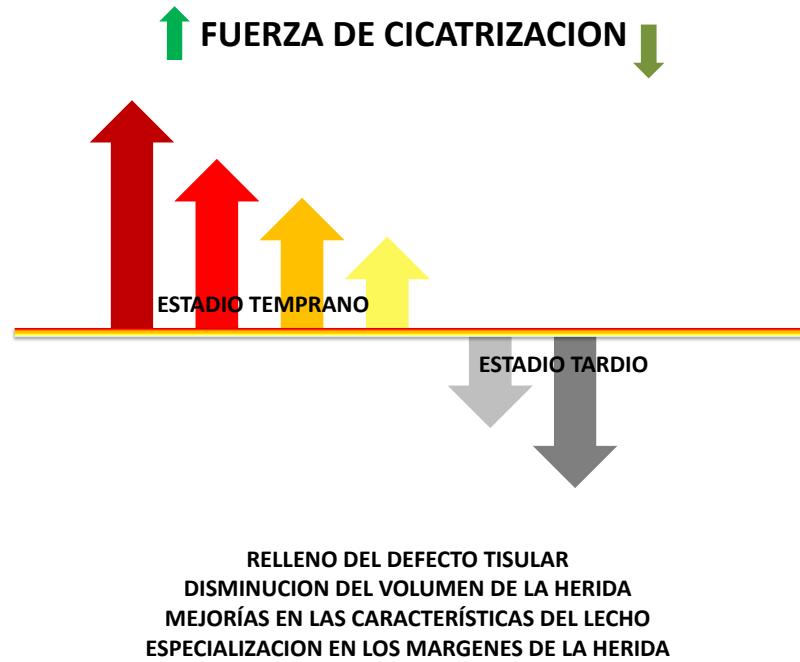 FUERZA DE CICATRIZACION
ESTADIO TEMPRANO
ESTADIO TARDIO
RELLENO DEL DEFECTO TISULAR
DISMINUCION DEL VOLUMEN DE LA HERIDA
MEJORÍAS EN LAS CARACTERÍSTICAS DEL LECHO
ESPECIALIZACION EN LOS MARGENES DE LA HERIDA